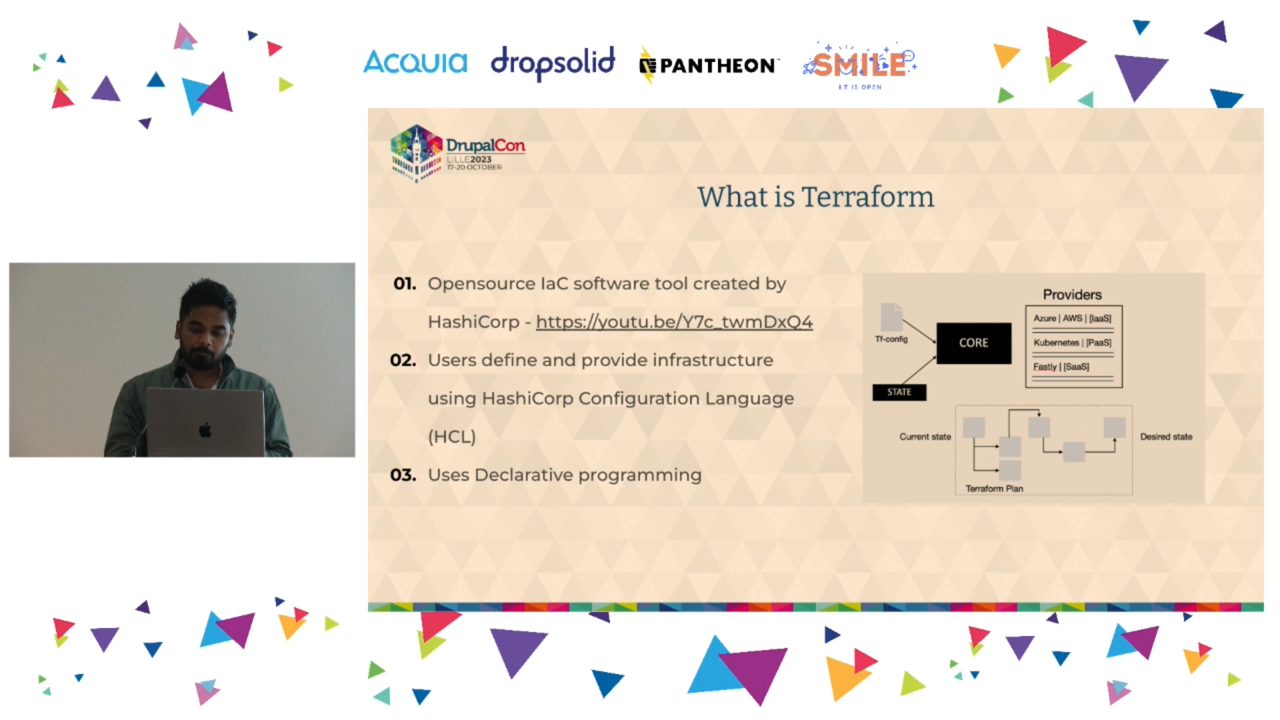 ACQUIA dropsolid PANTHEON SMILE
I.T IS OPEN
DrupalCon
LILLE2023
17-20-OCTOBER
What is Terraform
01. Opensource IaC software tool created by
HashiCorp - https://youtu.be/Y7c_twmDxQ4
02. Users define and provide infrastructure
using HashiCorp Configuration Language
(HCL)
03. Uses Declarative programming
Providers
Azure | AWS | [IaaS]
Kubernetes | [PaaS]
Fastly | [SaaS]
Tf-config
CORE
STATE
Current state
Desired state
Terraform Plan